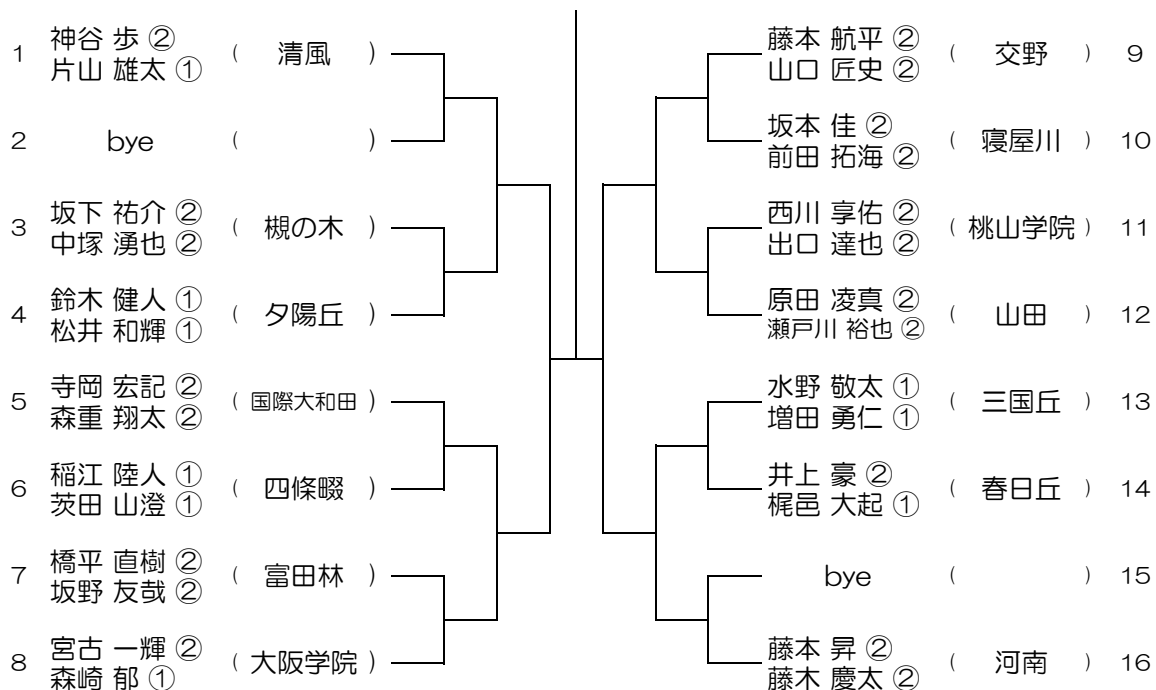 1 神谷 歩 ② ( 清風 )
片山 雄太 ①
2 bye ( )
3 坂下 祐介 ② ( 槻の木 )
中塚 湧也 ②
4 鈴木 健人 ① ( 夕陽丘 )
松井 和輝 ①
5 寺岡 宏記 ② ( 国際大和田 )
森重 翔太 ②
6 稲江 陸人 ① ( 四條畷 )
茨田 山澄 ①
7 橋平 直樹 ② ( 富田林 )
坂野 友哉 ②
8 宮古 一輝 ② ( 大阪学院 )
森崎 郁 ①
藤本 航平 ② ( 交野 ) 9
山口 匠史 ②
坂本 佳 ② ( 寝屋川 ) 10
前田 拓海 ②
西川 享佑 ② ( 桃山学院 ) 11
出口 達也 ②
原田 凌真 ② ( 山田 ) 12
瀬戸川 裕也 ②
水野 敬太 ① ( 三国丘 ) 13
増田 勇仁 ①
井上 豪 ② ( 春日丘 ) 14
梶邑 大起 ①
bye ( ) 15
藤本 昇 ② ( 河南 ) 16
藤木 慶太 ②